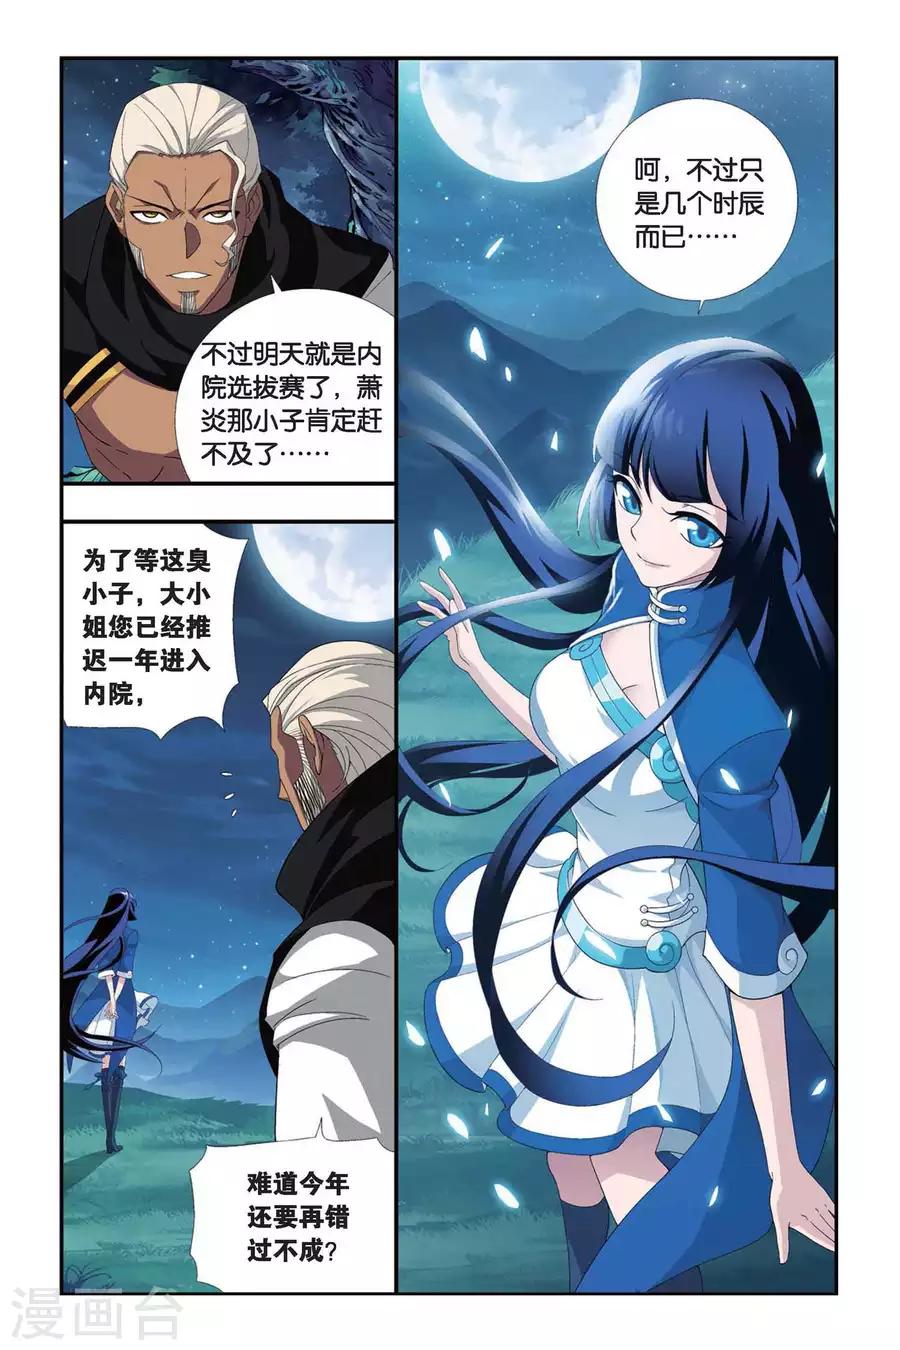 呵，不过只
是几个时辰
而已……
不过明天就是内
院选拔赛了，萧
炎那小子肯定赶
不及了……
为了等这臭
小子，大小
姐您已经推
迟一年进入
内院，
难道今年
还要再错
过不成？
漫画台